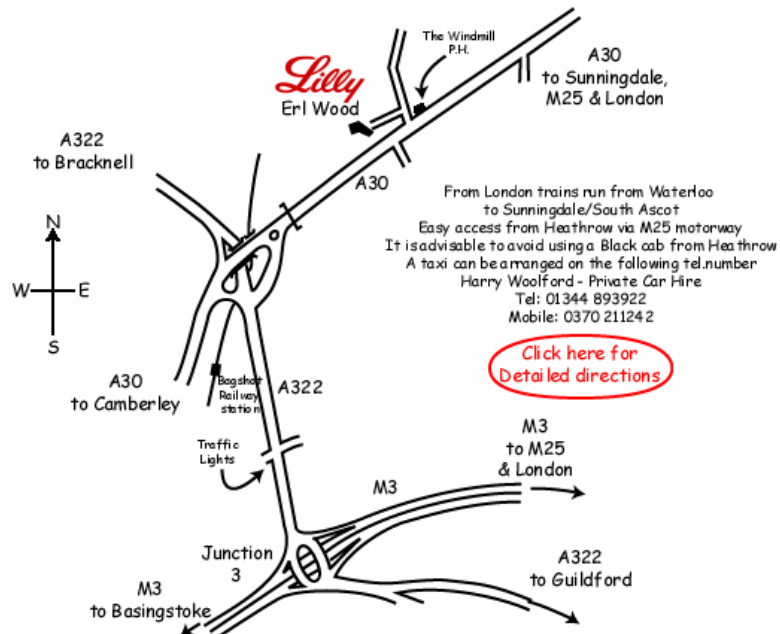 The Windmill
P.H.
Lilly
Erl Wood
A30
to Sunningdale,
M25 & London
A322
to Bracknell
A30
From London trains run from Waterloo
to Sunningdale/South Ascot
Easy access from Heathrow via M25 motorway
It is advisable to avoid using a Black cab from Heathrow
A taxi can be arranged on the following tel.number
Harry Woolford - Private Car Hire
Tel: 01344 893922
Mobile: 0370 211242
N
W
E
S
Click here for
Detailed directions
A30
to Camberley
Bagshot
Railway
station
A322
Traffic
Lights
M3
to M25
& London
M3
Junction
3
A322
to Guildford
M3
to Basingstoke